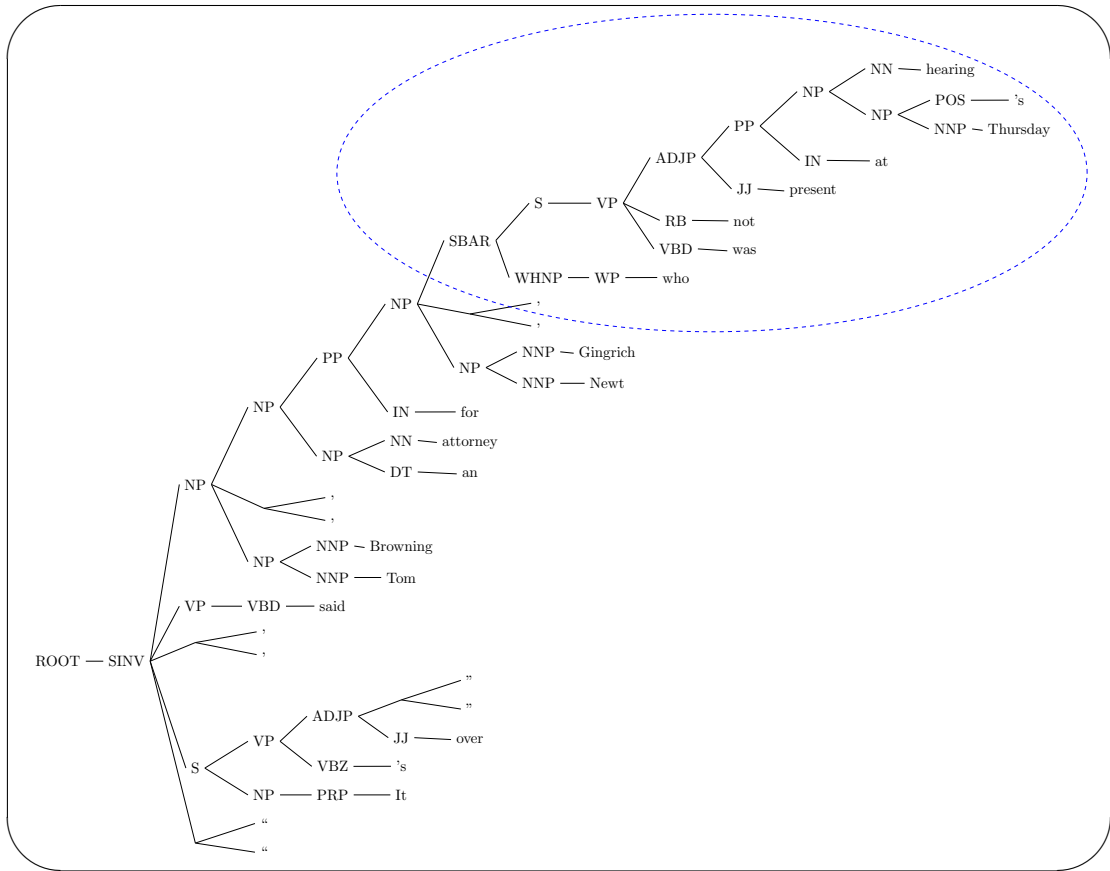 NN hearing
NP
POS 's
NP
NNP Thursday
PP
ADJP
IN at
JJ present
S VP
RB not
SBAR
VBD was
WHNP WP who
NP ,
,
NNP Gingrich
PP
NP
NNP Newt
NP
IN for
NN attorney
NP
DT an
NP
,
,
NNP Browning
NP
NNP Tom
VP VBD said
,
,
ROOT SINV
”
”
ADJP
JJ over
VP
VBZ 's
S
NP PRP It
“
“